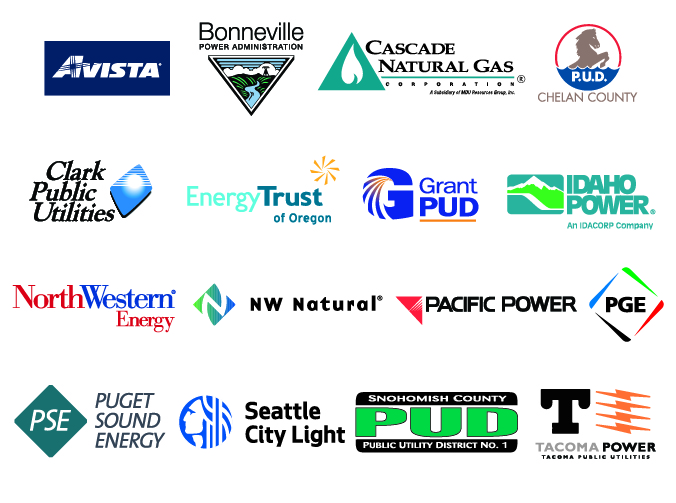 AVISTA®
Bonneville
POWER ADMINISTRATION
CASCADE
NATURAL GAS
CORPORATION®
A Subsidiary of MDU Resources Group, Inc.
P.U.D.
CHELAN COUNTY
Clark
Public
Utilities
EnergyTrust
of Oregon
G
Grant
PUD
IDAHO
POWER®
An IDACORP Company
NorthWestern®
Energy
NW Natural®
PACIFIC POWER
PGE
PSE
PUGET
SOUND
ENERGY
Seattle
City Light
SNOHOMISH COUNTY
PUD
PUBLIC UTILITY DISTRICT NO. 1
T
TACOMA POWER
TACOMA PUBLIC UTILITIES